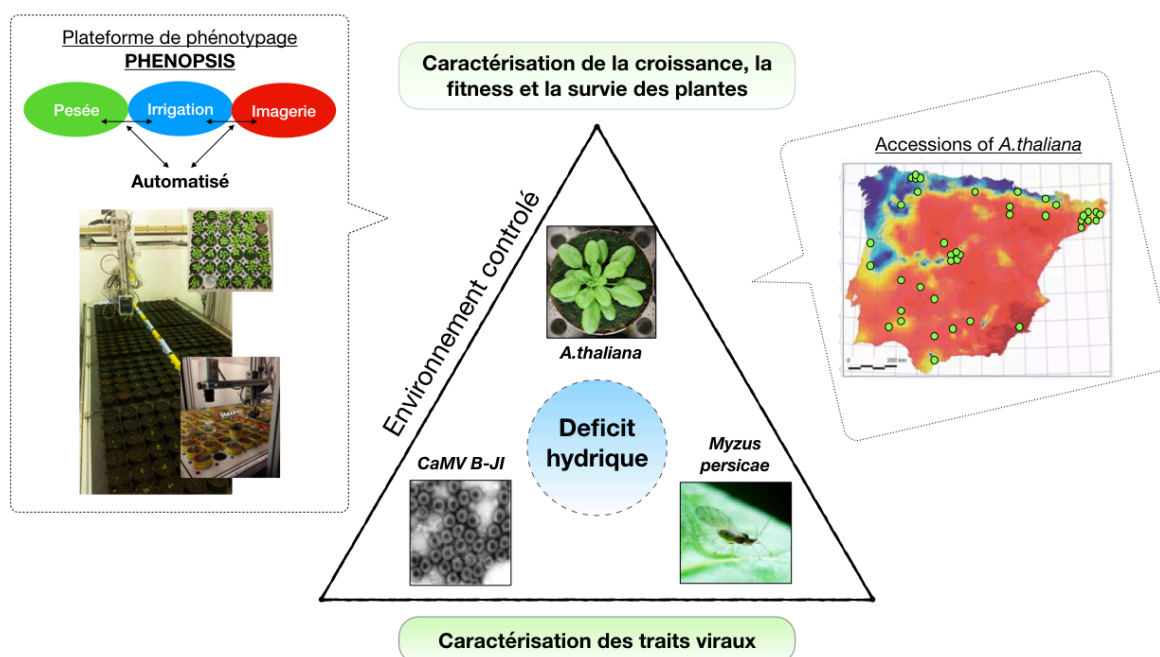 Plateforme de phénotypage
PHENOPSIS
Pesée
Irrigation
Imagerie
Automatisé
Caractérisation de la croissance, la
fitness et la survie des plantes
Accessions of A.thaliana
0
200 km
Environnement controlé
A.thaliana
Deficit
hydrique
CaMV B-JI
Myzus
persicae
Caractérisation des traits viraux